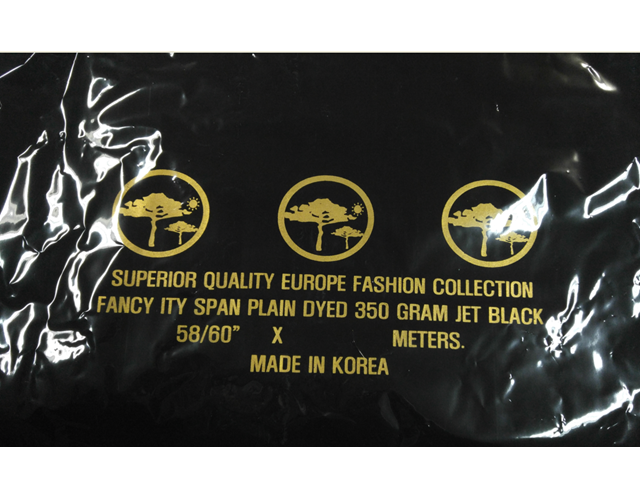 SUPERIOR QUALITY EUROPE FASHION COLLECTION
FANCY ITY SPAN PLAIN DYED 350 GRAM JET BLACK
58/60" X METERS.
MADE IN KOREA